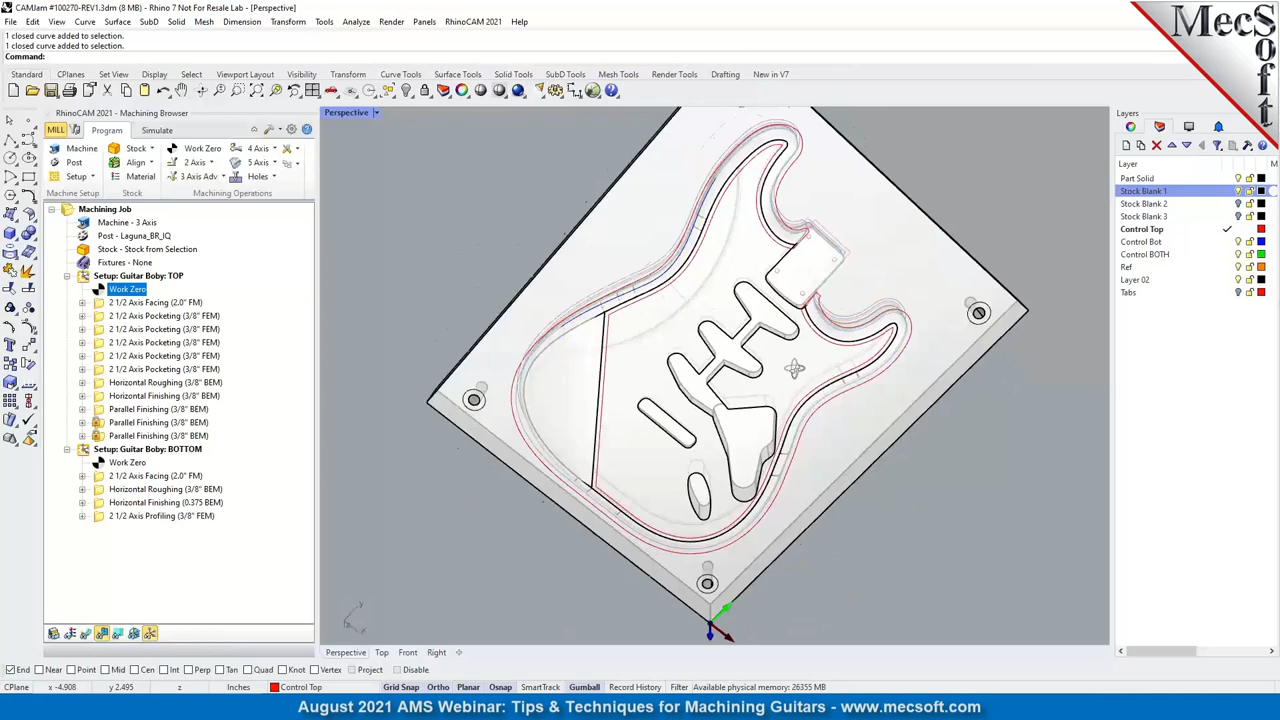 CAMJam #100270-REV1.3dm (8 MB) - Rhino 7 Not For Resale Lab - [Perspective]
File Edit View Curve Surface SubD Solid Mesh Dimension Transform Tools Analyze Render Panels RhinoCAM 2021 Help
1 closed curve added to selection.
1 closed curve added to selection.
Command:
Standard CPlanes Set View Display Select Viewport Layout Visibility Transform Curve Tools Surface Tools Solid Tools SubD Tools Mesh Tools Render Tools Drafting New in V7
RhinoCAM 2021 - Machining Browser
MILL Program Simulate
Machine Stock Work Zero 4 Axis
Post Align 2 Axis 5 Axis
Setup Material 3 Axis Adv Holes
Machine Setup Stock Machining Operations
Machining Job
Machine - 3 Axis
Post - Laguna_BR_IQ
Stock - Stock from Selection
Fixtures - None
Setup: Guitar Boby: TOP
Work Zero
2 1/2 Axis Facing (2.0" FM)
2 1/2 Axis Pocketing (3/8" FEM)
2 1/2 Axis Pocketing (3/8" FEM)
2 1/2 Axis Pocketing (3/8" FEM)
2 1/2 Axis Pocketing (3/8" FEM)
2 1/2 Axis Pocketing (3/8" FEM)
Horizontal Roughing (3/8" BEM)
Horizontal Finishing (3/8" BEM)
Parallel Finishing (3/8" BEM)
Parallel Finishing (3/8" BEM)
Parallel Finishing (3/8" BEM)
Setup: Guitar Boby: BOTTOM
Work Zero
2 1/2 Axis Facing (2.0" FM)
Horizontal Roughing (3/8" BEM)
Horizontal Finishing (0.375 BEM)
2 1/2 Axis Profiling (3/8" FEM)
Perspective
Perspective Top Front Right
MecSoft
Layers
Layer M
Part Solid
Stock Blank 1
Stock Blank 2
Stock Blank 3
Control Top
Control Bot
Control BOTH
Ref
Layer 02
Tabs
End Near Point Mid Cen Int Perp Tan Quad Knot Vertex Project Disable
CPlane x -4.908 y 2.495 z Inches Control Top Grid Snap Ortho Planar Osnap SmartTrack Gumball Record History Filter Available physical memory: 26355 MB
August 2021 AMS Webinar: Tips & Techniques for Machining Guitars - www.mecsoft.com